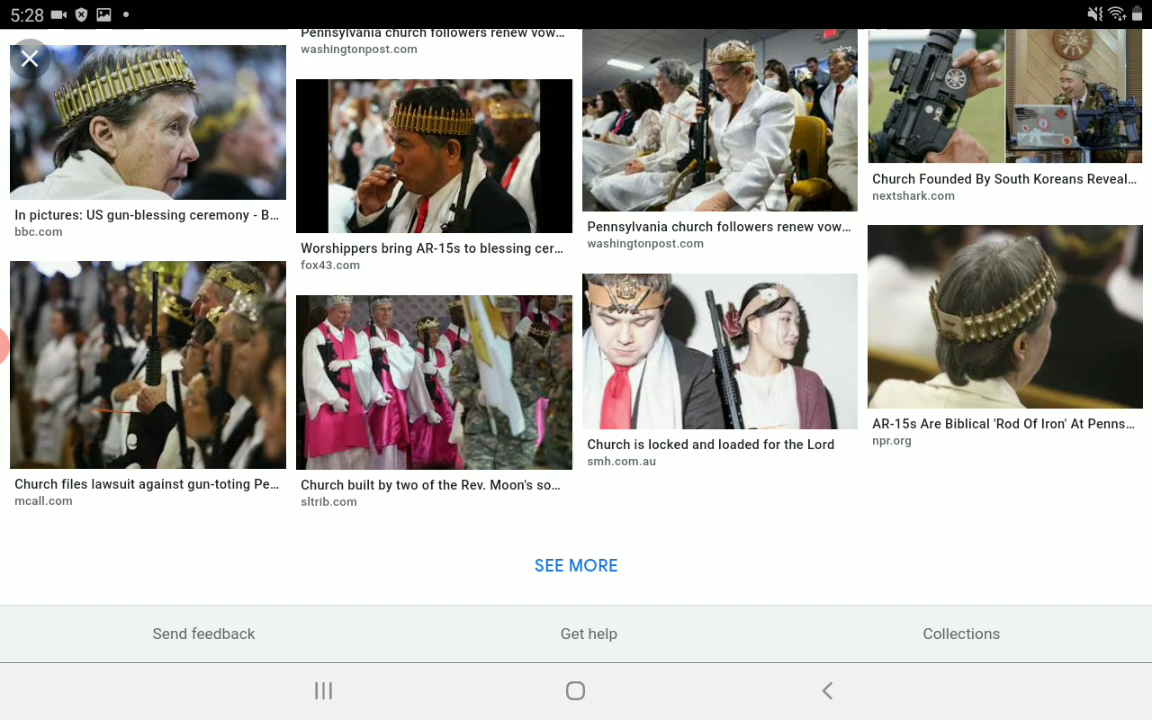 5:28
Pennsylvania church followers renew vow...
washingtonpost.com
In pictures: US gun-blessing ceremony - B...
bbc.com
Worshippers bring AR-15s to blessing cer...
fox43.com
Pennsylvania church followers renew vow...
washingtonpost.com
Church Founded By South Koreans Reveal...
nextshark.com
Church files lawsuit against gun-toting Pe...
mcall.com
Church built by two of the Rev. Moon's so...
sltrib.com
Church is locked and loaded for the Lord
smh.com.au
AR-15s Are Biblical 'Rod Of Iron' At Penns...
npr.org
SEE MORE
Send feedback
Get help
Collections